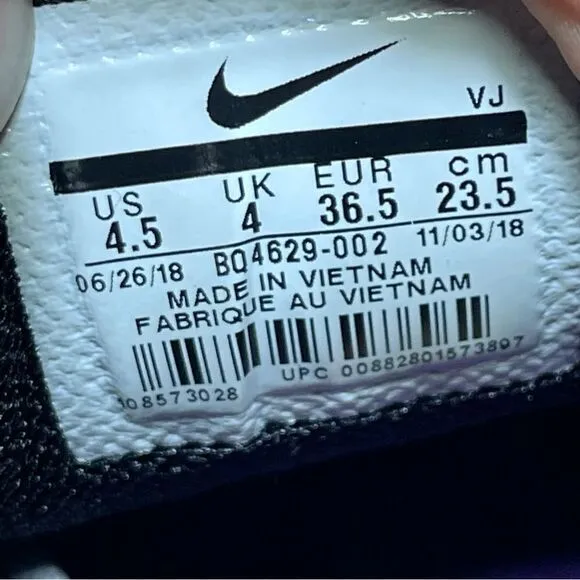 VJ
US UK EUR cm
4.5 4 36.5 23.5
06/26/18 BQ4629-002 11/03/18
MADE IN VIETNAM
FABRIQUE AU VIETNAM
UPC 00882801573897
108573028